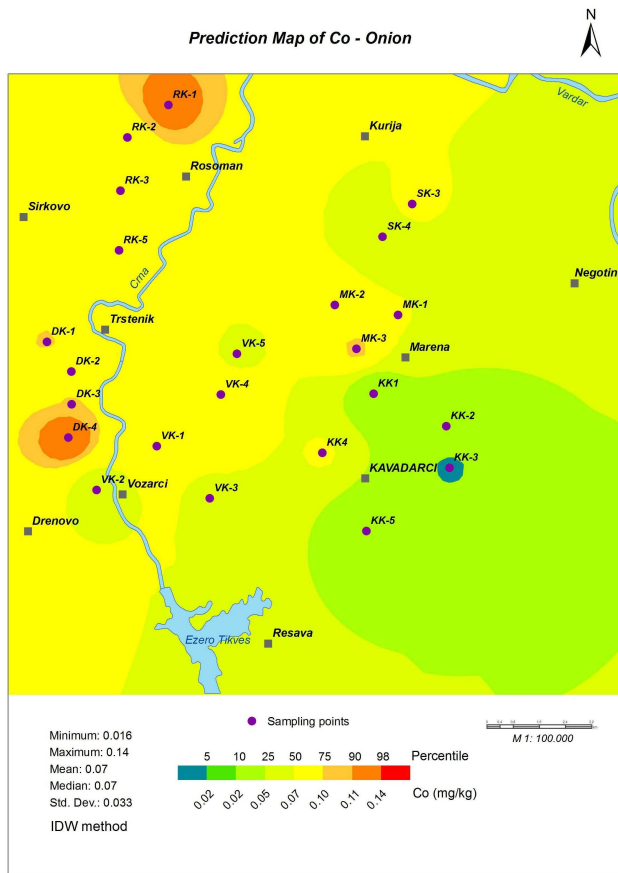 Prediction Map of Co - Onion
N
Vardar
RK-1
RK-2
Kurija
Rosoman
RK-3
SK-3
Sirkovo
SK-4
RK-5
Crna
Negotin
MK-2
MK-1
Trstenik
DK-1
MK-3
VK-5
Marena
DK-2
VK-4
KK1
DK-3
KK-2
DK-4
VK-1
KK4
KK-3
KAVADARCI
VK-2
Vozarci
VK-3
Drenovo
KK-5
Ezero Tikves
Resava
Sampling points
Minimum: 0.016
Maximum: 0.14
Mean: 0.07
Median: 0.07
Std. Dev.: 0.033
IDW method
5 10 25 50 75 90 98 Percentile
0.02 0.02 0.05 0.07 0.10 0.11 0.14 Co (mg/kg)
M 1: 100.000